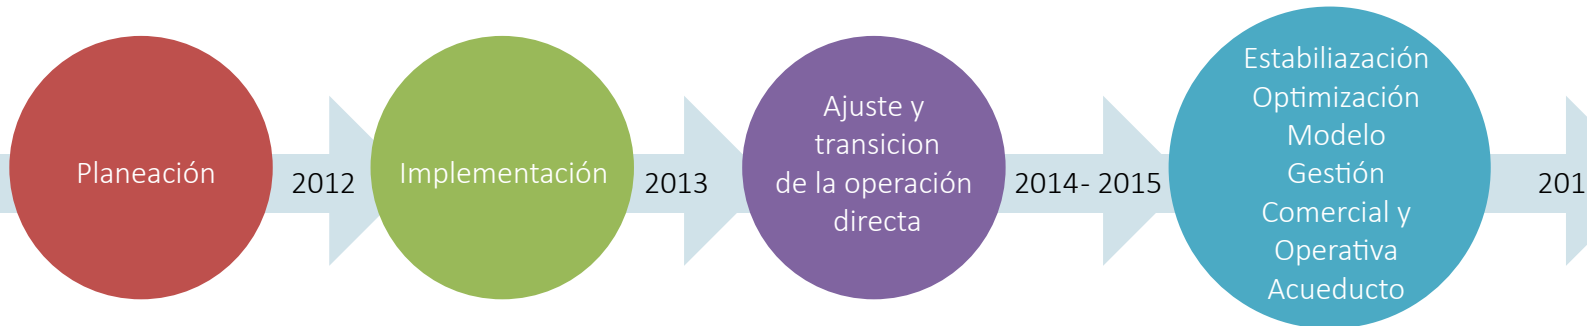 Planeación
2012
Implementación
2013
Ajuste y
transicion
de la operación
directa
2014- 2015
Estabiliazación
Optimización
Modelo
Gestión
Comercial y
Operativa
Acueducto